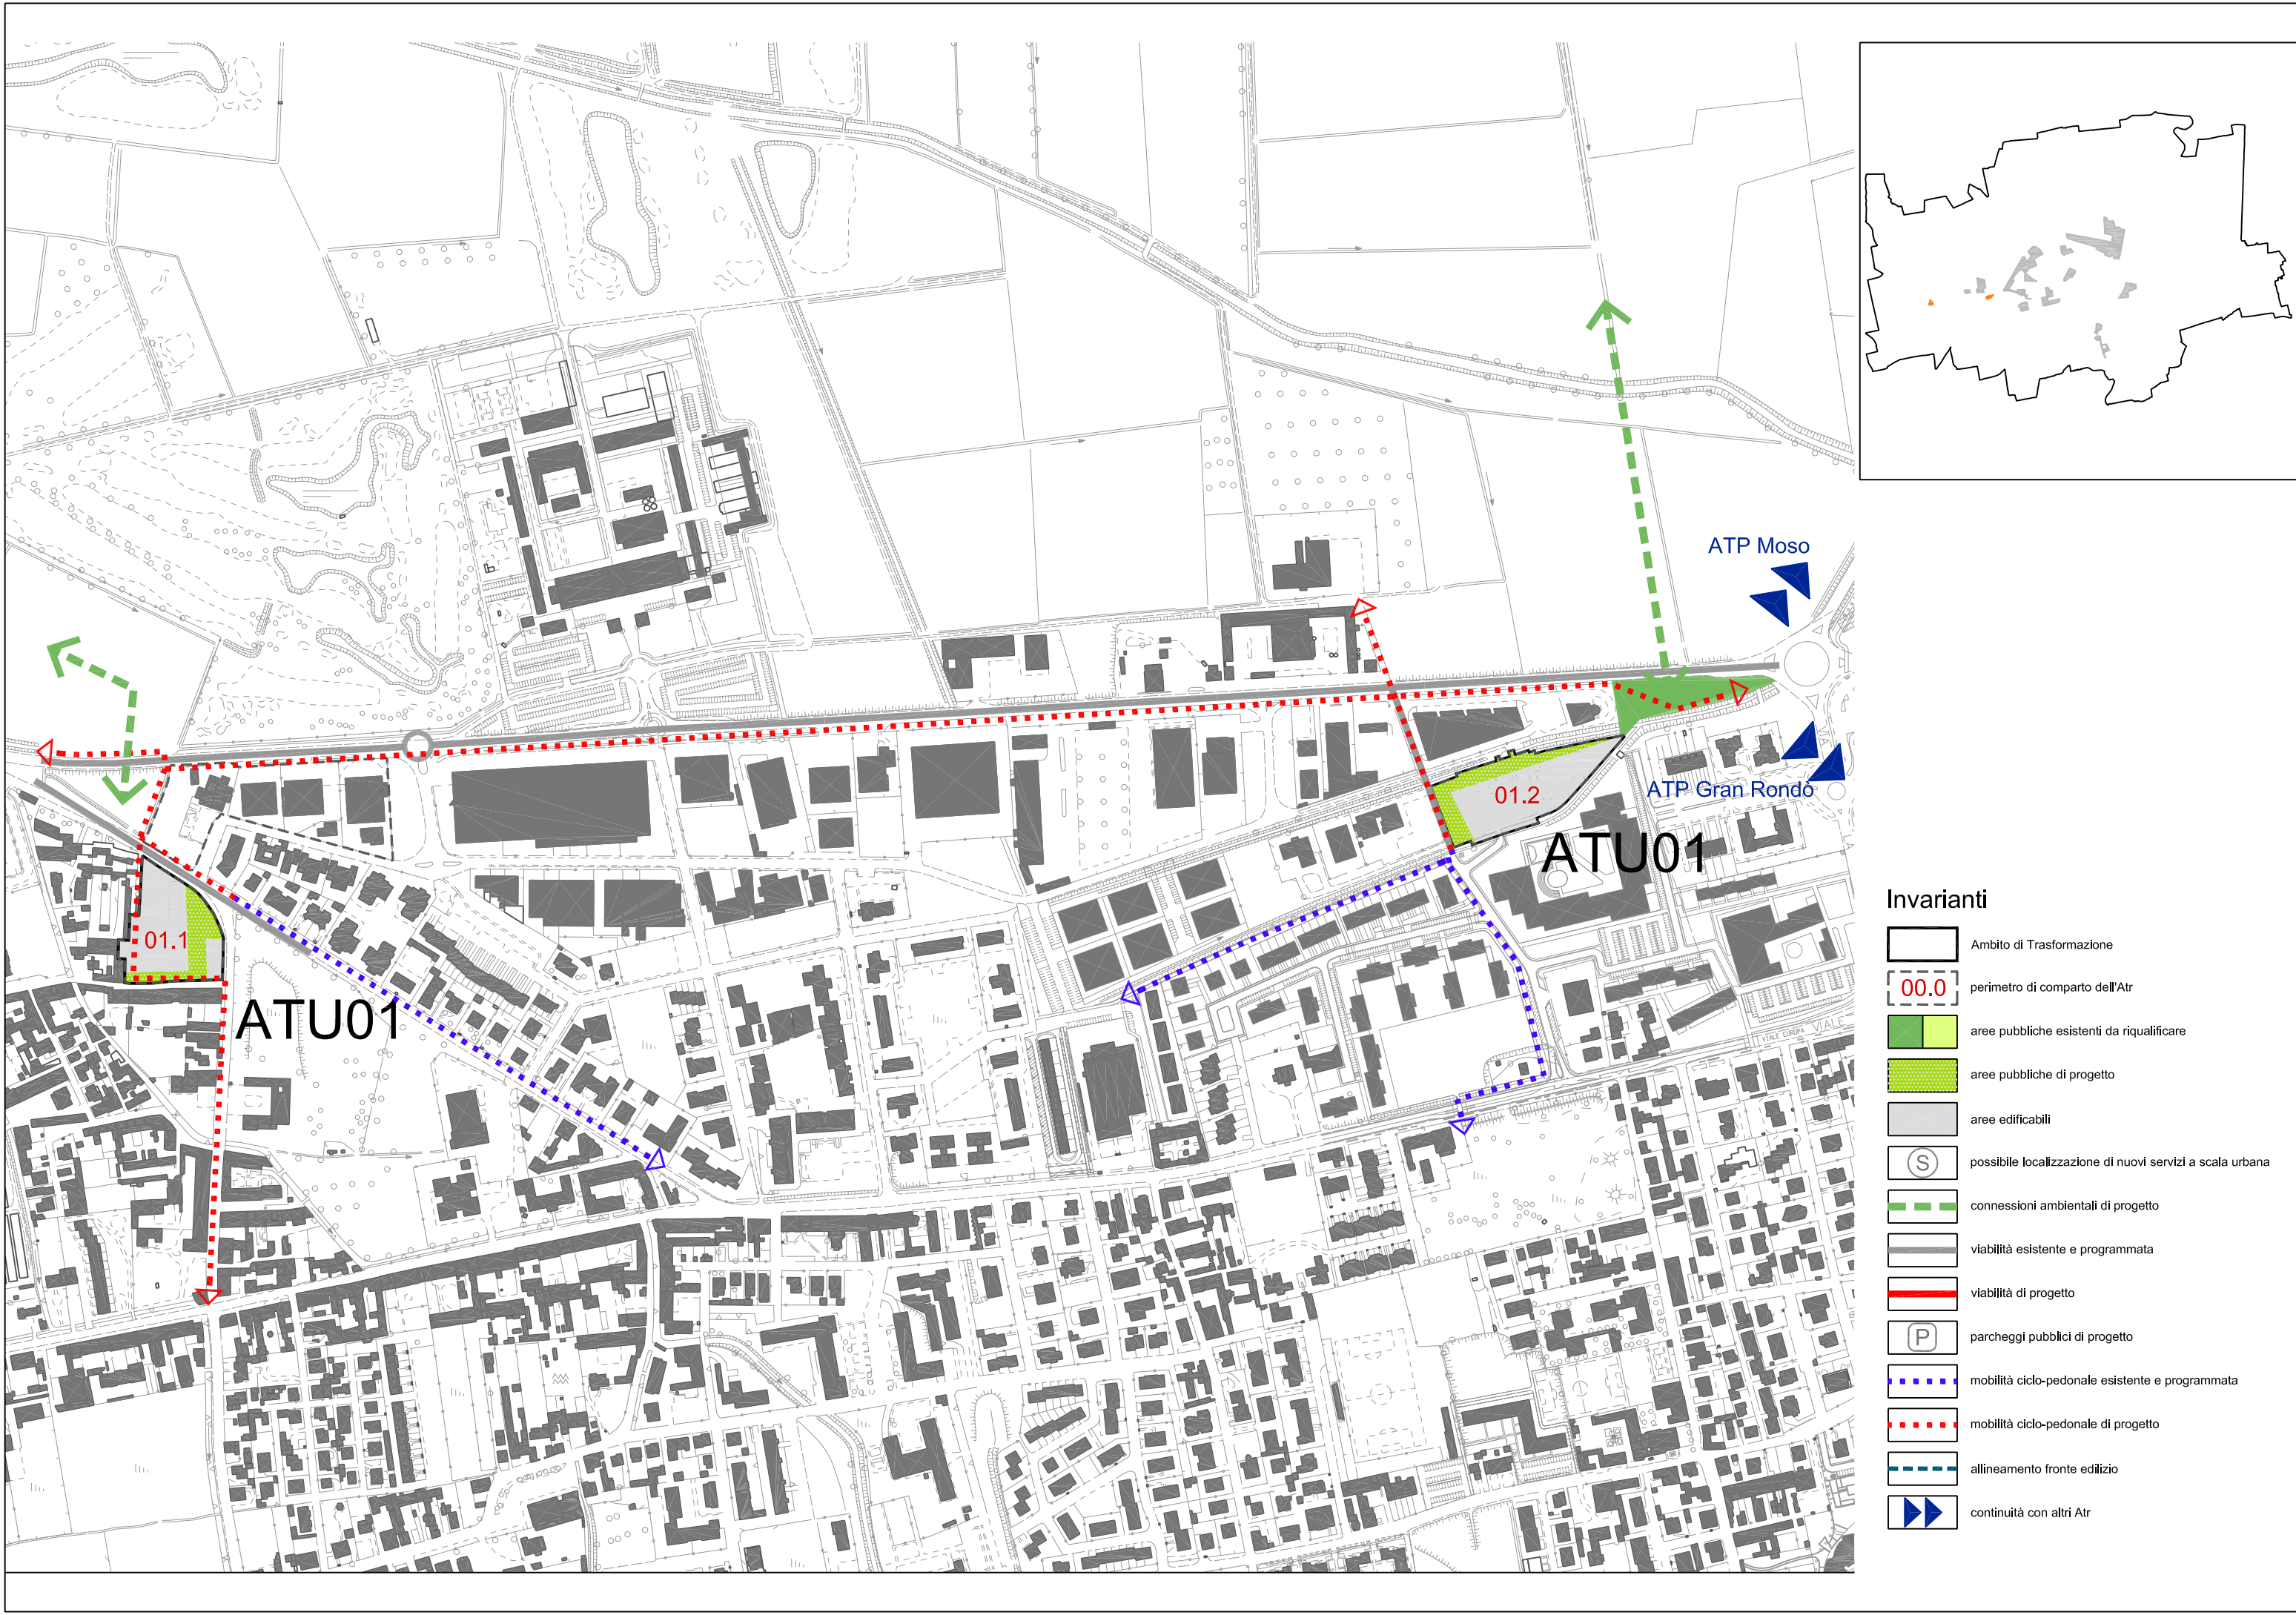 ATP Moso
ATP Gran Rondò
01.2
ATU01
01.1
ATU01
VIALE EUROPA VIALE
Invarianti
Ambito di Trasformazione
00.0 perimetro di comparto dell'Atr
aree pubbliche esistenti da riqualificare
aree pubbliche di progetto
aree edificabili
S possibile localizzazione di nuovi servizi a scala urbana
connessioni ambientali di progetto
viabilità esistente e programmata
viabilità di progetto
P parcheggi pubblici di progetto
mobilità ciclo-pedonale esistente e programmata
mobilità ciclo-pedonale di progetto
allineamento fronte edilizio
continuità con altri Atr